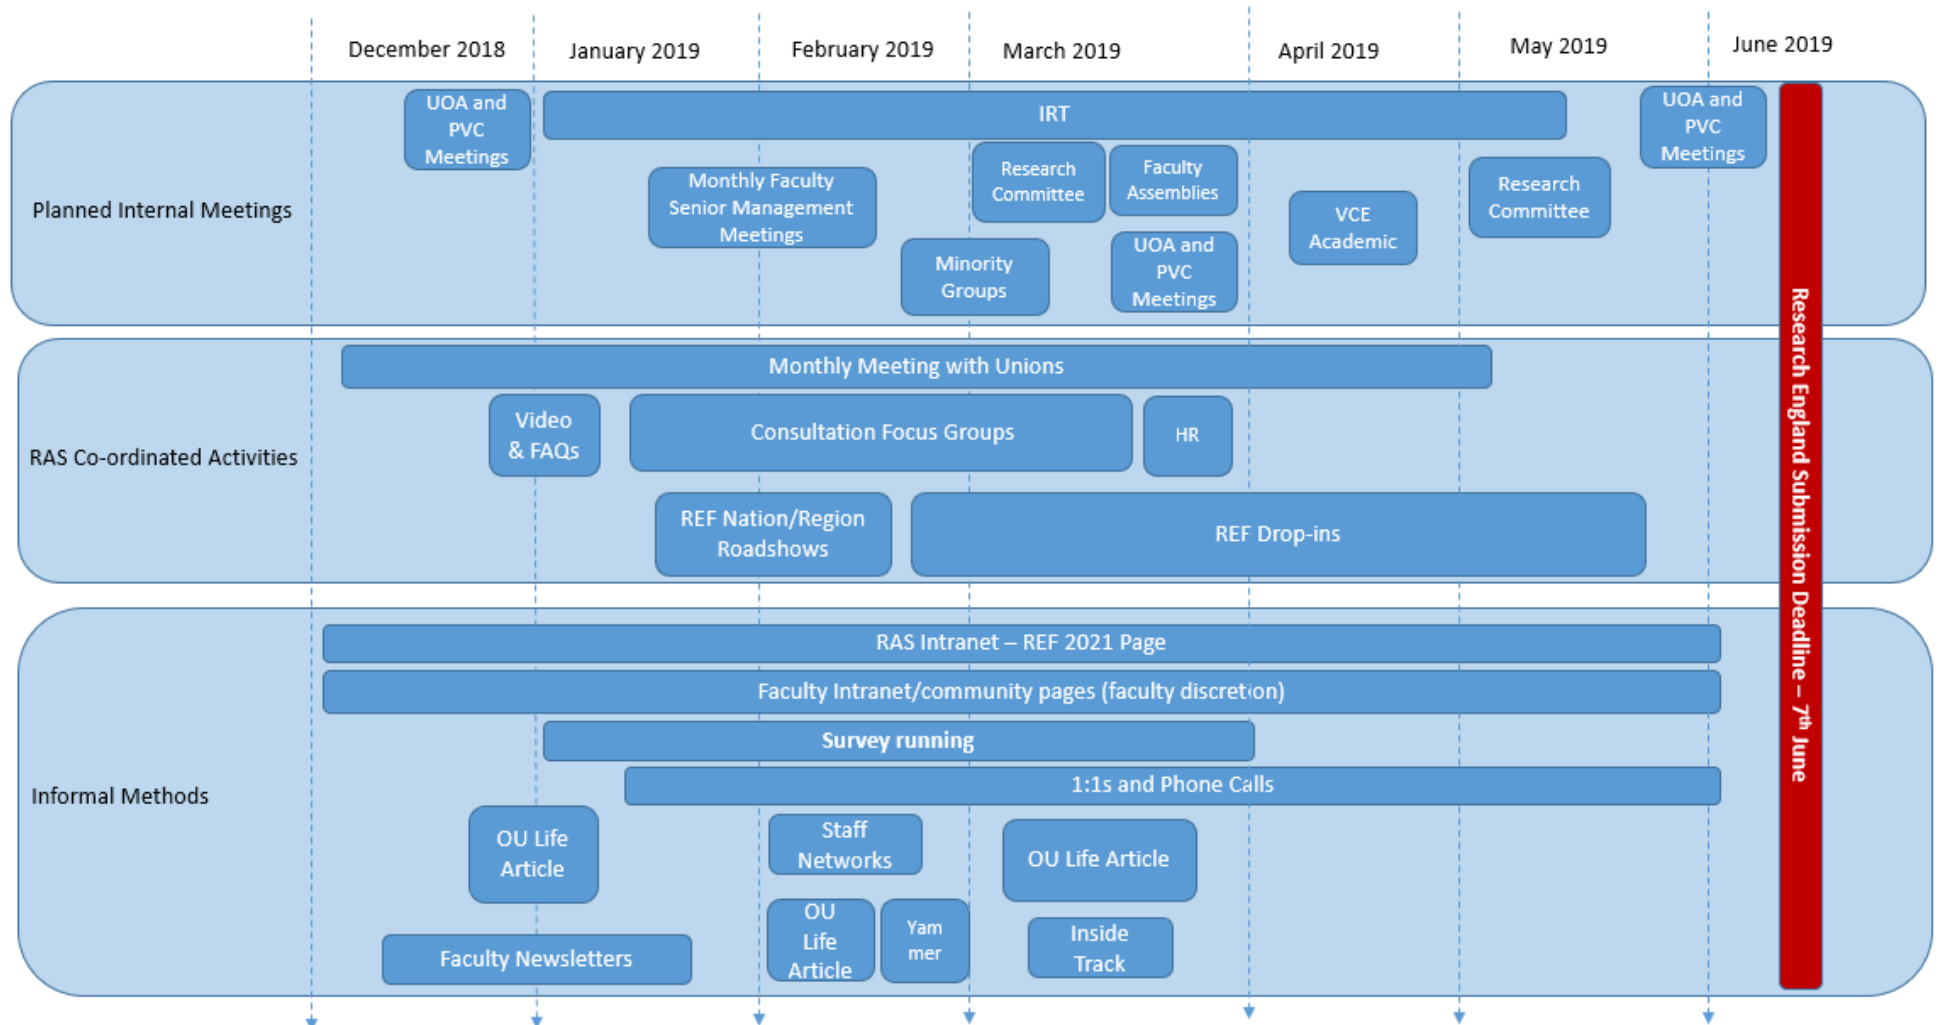 December 2018
January 2019
February 2019
March 2019
April 2019
May 2019
June 2019
Planned Internal Meetings
UOA and
PVC
Meetings
IRT
UOA and
PVC
Meetings
Monthly Faculty
Senior Management
Meetings
Research
Committee
Faculty
Assemblies
VCE
Academic
Research
Committee
Minority
Groups
UOA and
PVC
Meetings
RAS Co-ordinated Activities
Monthly Meeting with Unions
Video
& FAQs
Consultation Focus Groups
HR
REF Nation/Region
Roadshows
REF Drop-ins
Informal Methods
RAS Intranet – REF 2021 Page
Faculty Intranet/community pages (faculty discretion)
Survey running
1:1s and Phone Calls
OU Life
Article
Staff
Networks
OU Life Article
Faculty Newsletters
OU
Life
Article
Yam
mer
Inside
Track
Research England Submission Deadline – 7th June